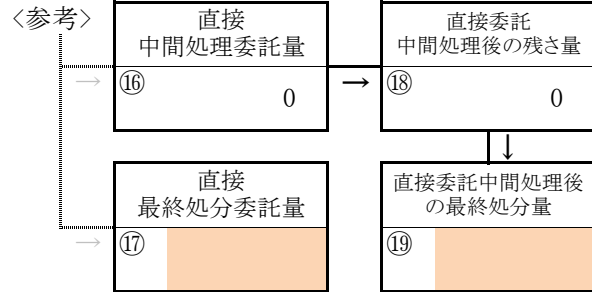 〈参考〉
直接
中間処理委託量
→
⑯
0
→
直接委託
中間処理後の残さ量
⑱
0
↓
直接
最終処分委託量
→
⑰
直接委託中間処理後
の最終処分量
⑲